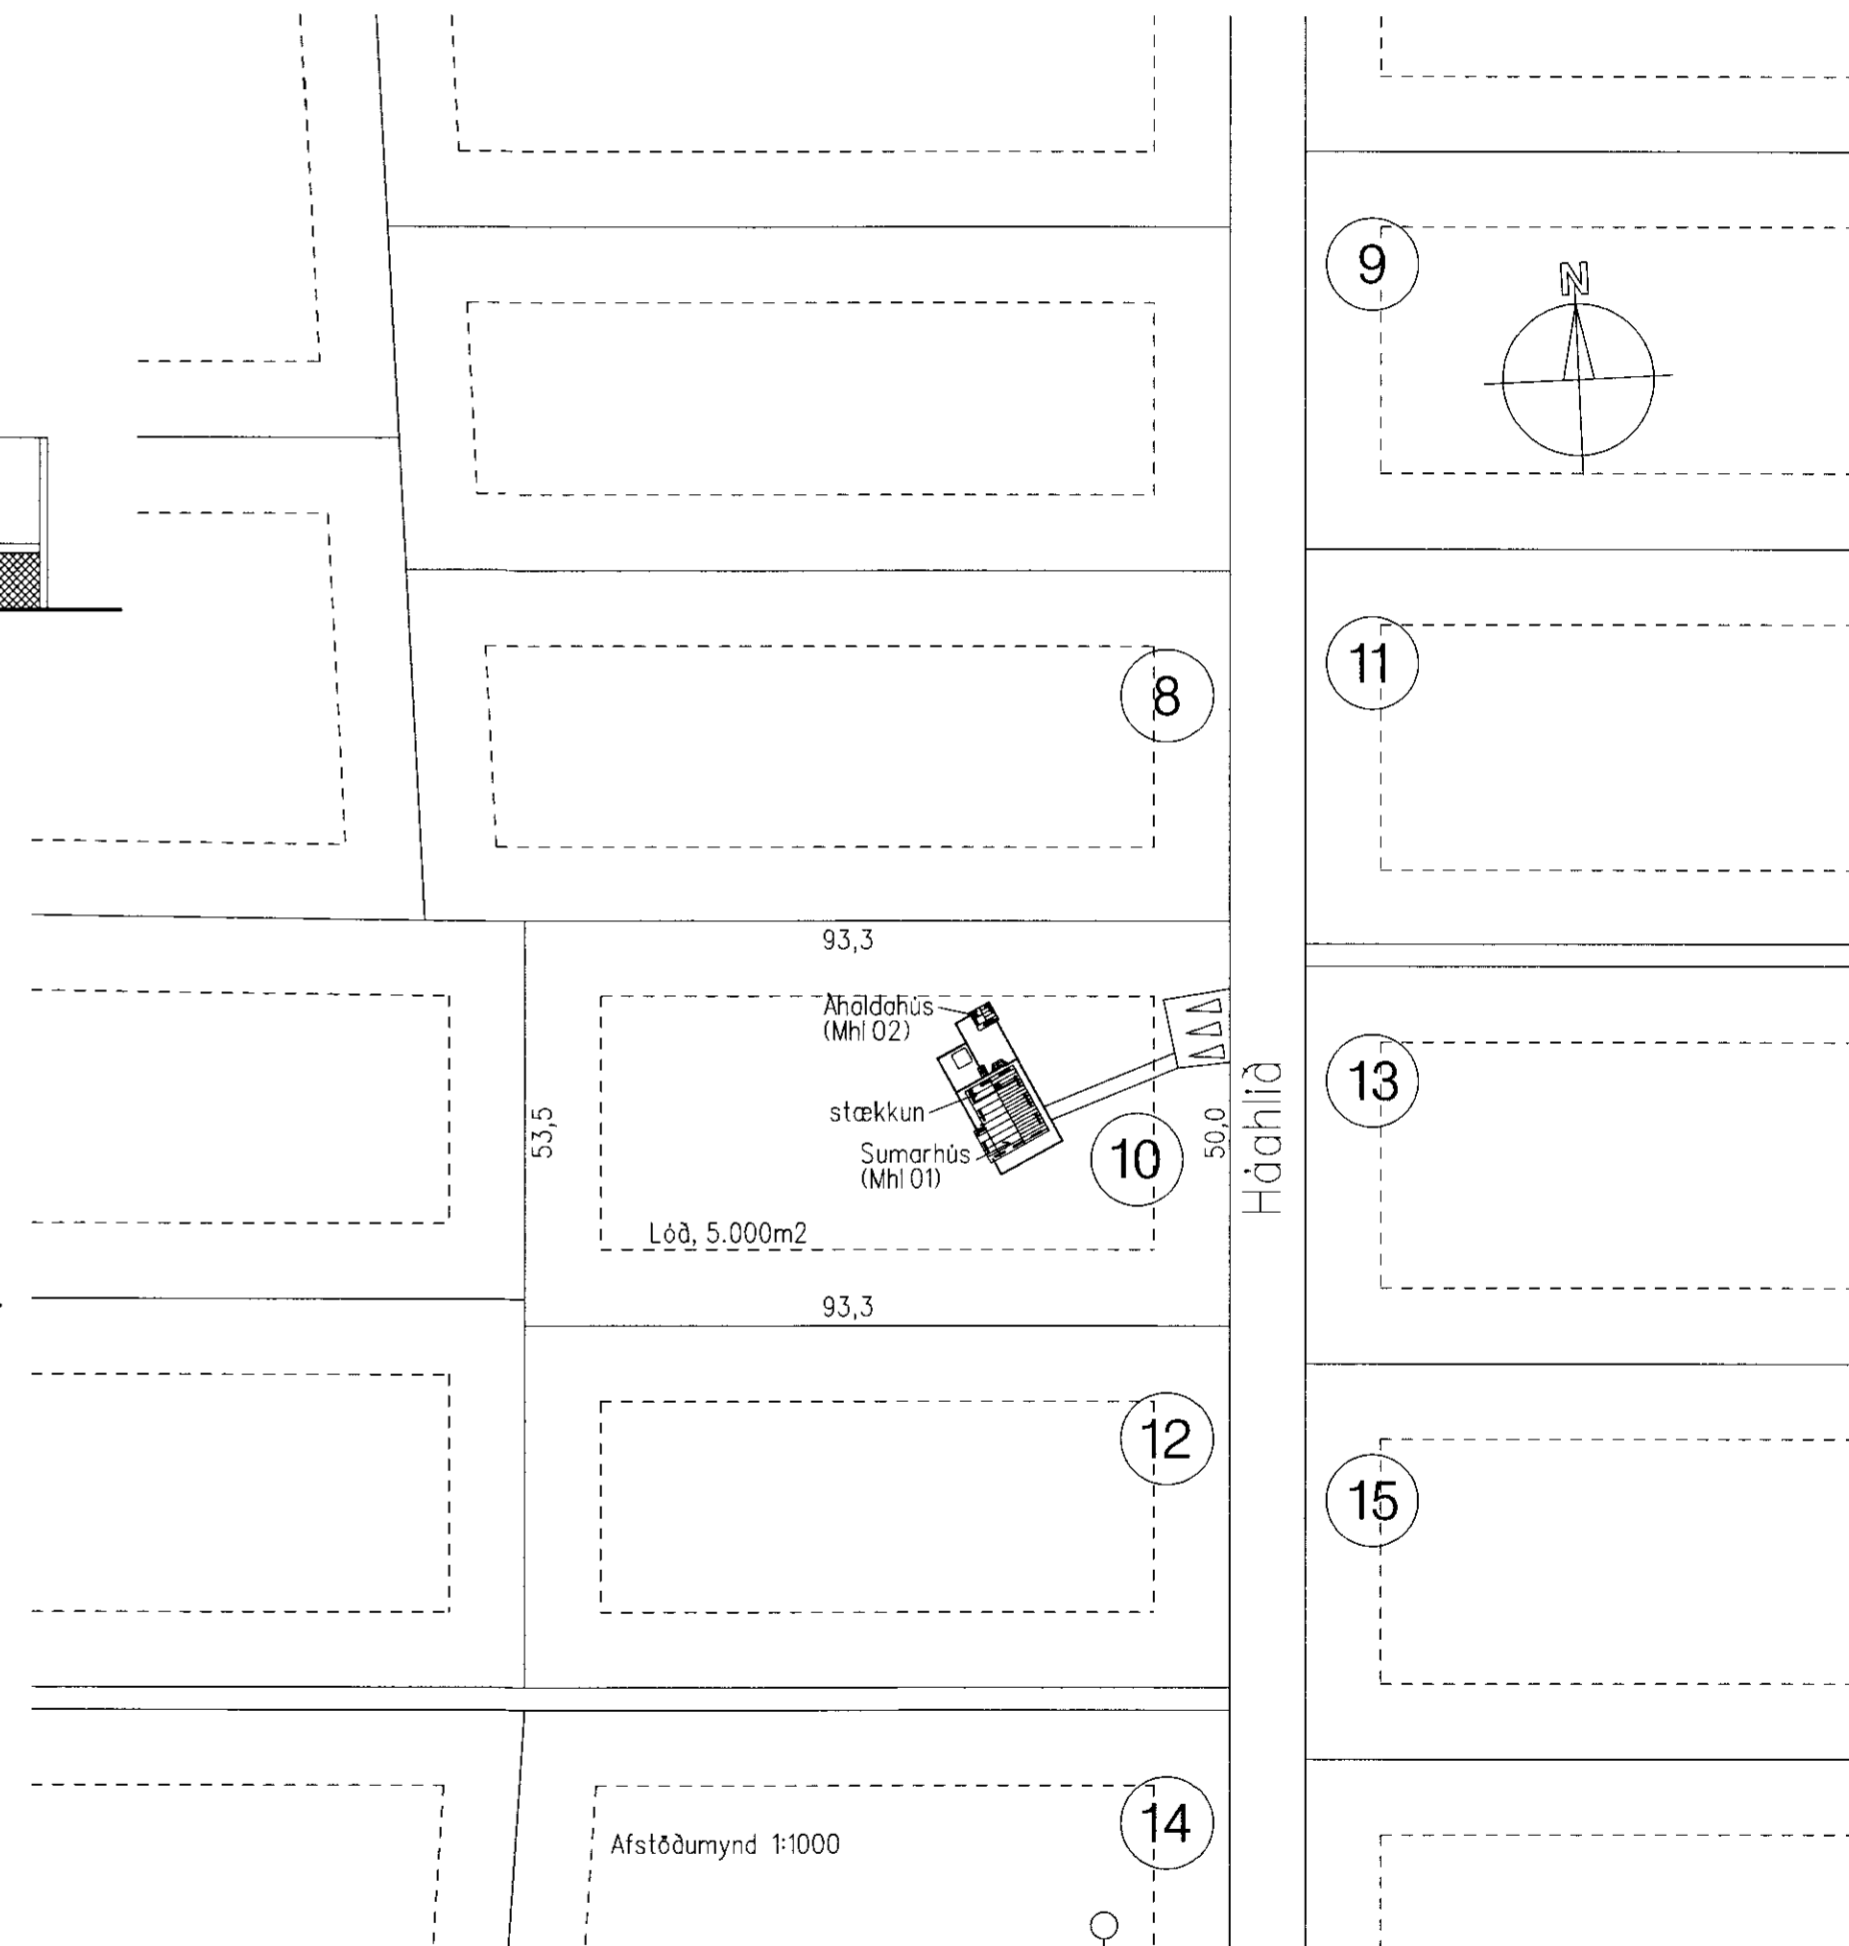 9
N
11
8
93,3
Áhaldahús
(Mhl 02)
stækkun
Sumarhús
(Mhl 01)
53,5
10
50,0
Háahlið
13
Lóð, 5.000m2
93,3
12
15
14
Afstöðumynd 1:1000